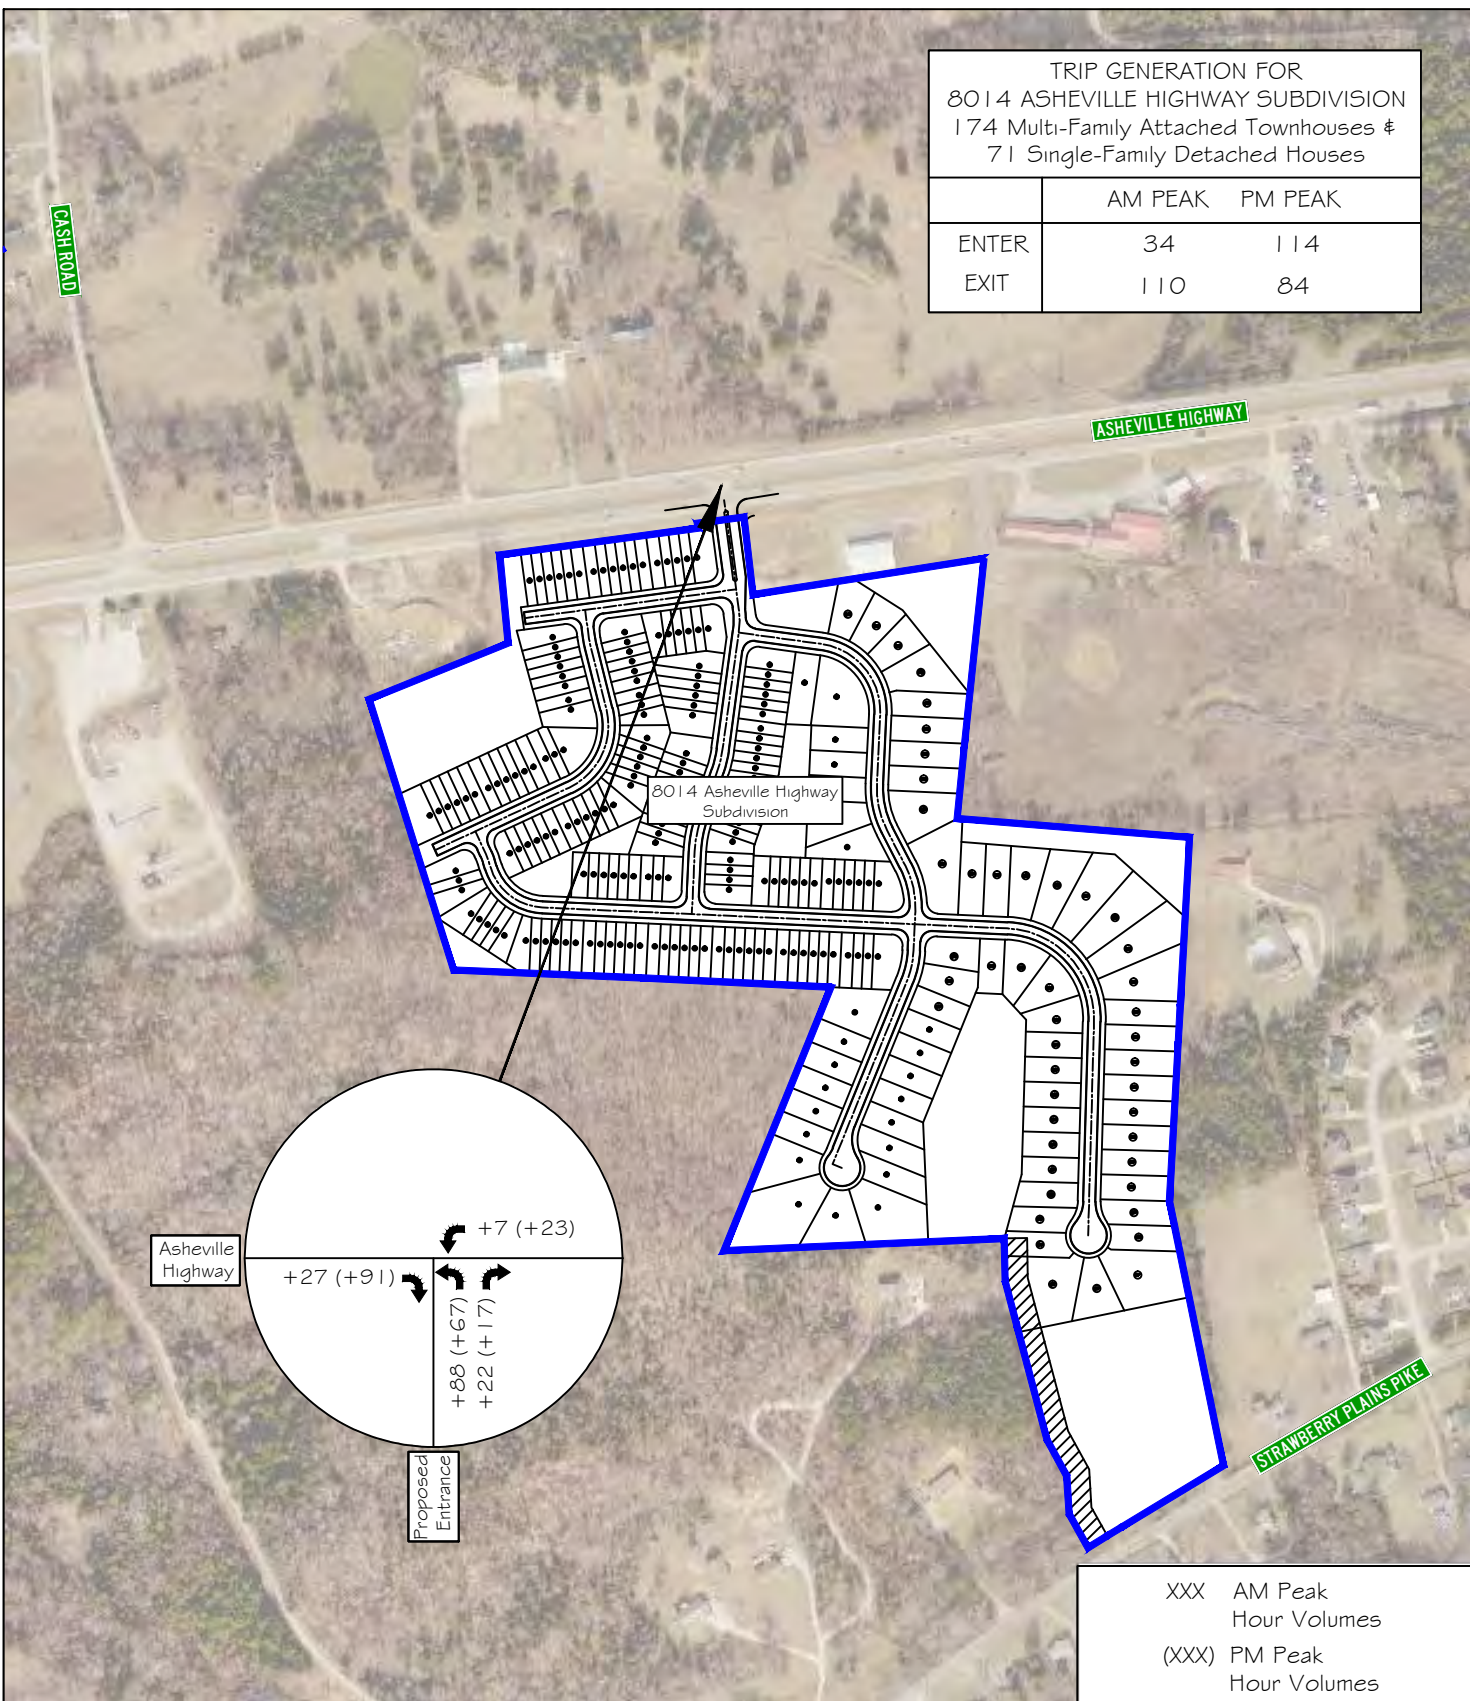 TRIP GENERATION FOR
8014 ASHEVILLE HIGHWAY SUBDIVISION
174 Multi-Family Attached Townhouses &
71 Single-Family Detached Houses
AM PEAK PM PEAK
ENTER 34 114
EXIT 110 84
CASH ROAD
ASHEVILLE HIGHWAY
8014 Asheville Highway
Subdivision
+7 (+23)
Asheville
Highway
+27 (+91)
+88 (+67)
+22 (+17)
Proposed
Entrance
STRAWBERRY PLAINS PIKE
XXX AM Peak
Hour Volumes
(XXX) PM Peak
Hour Volumes